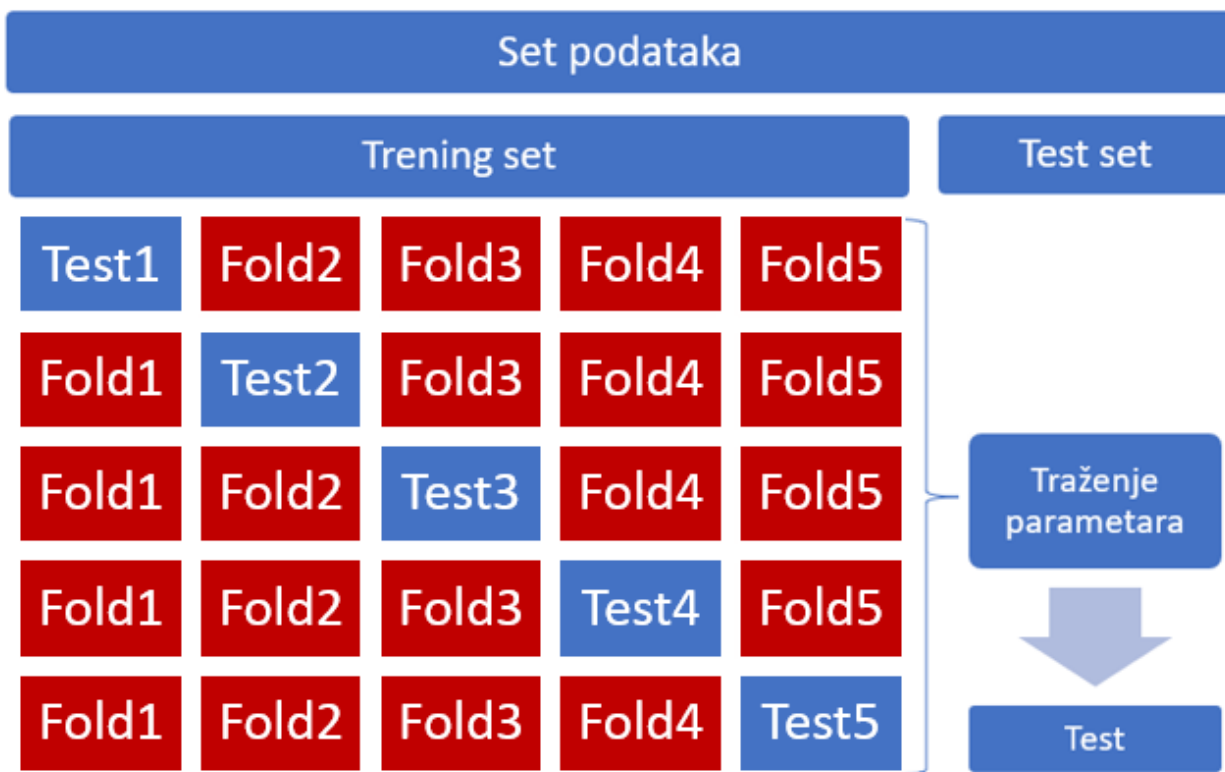 Set podataka
Trening set
Test set
Test1 Fold2 Fold3 Fold4 Fold5
Fold1 Test2 Fold3 Fold4 Fold5
Fold1 Fold2 Test3 Fold4 Fold5
Fold1 Fold2 Fold3 Test4 Fold5
Fold1 Fold2 Fold3 Fold4 Test5
Traženje
parametara
Test